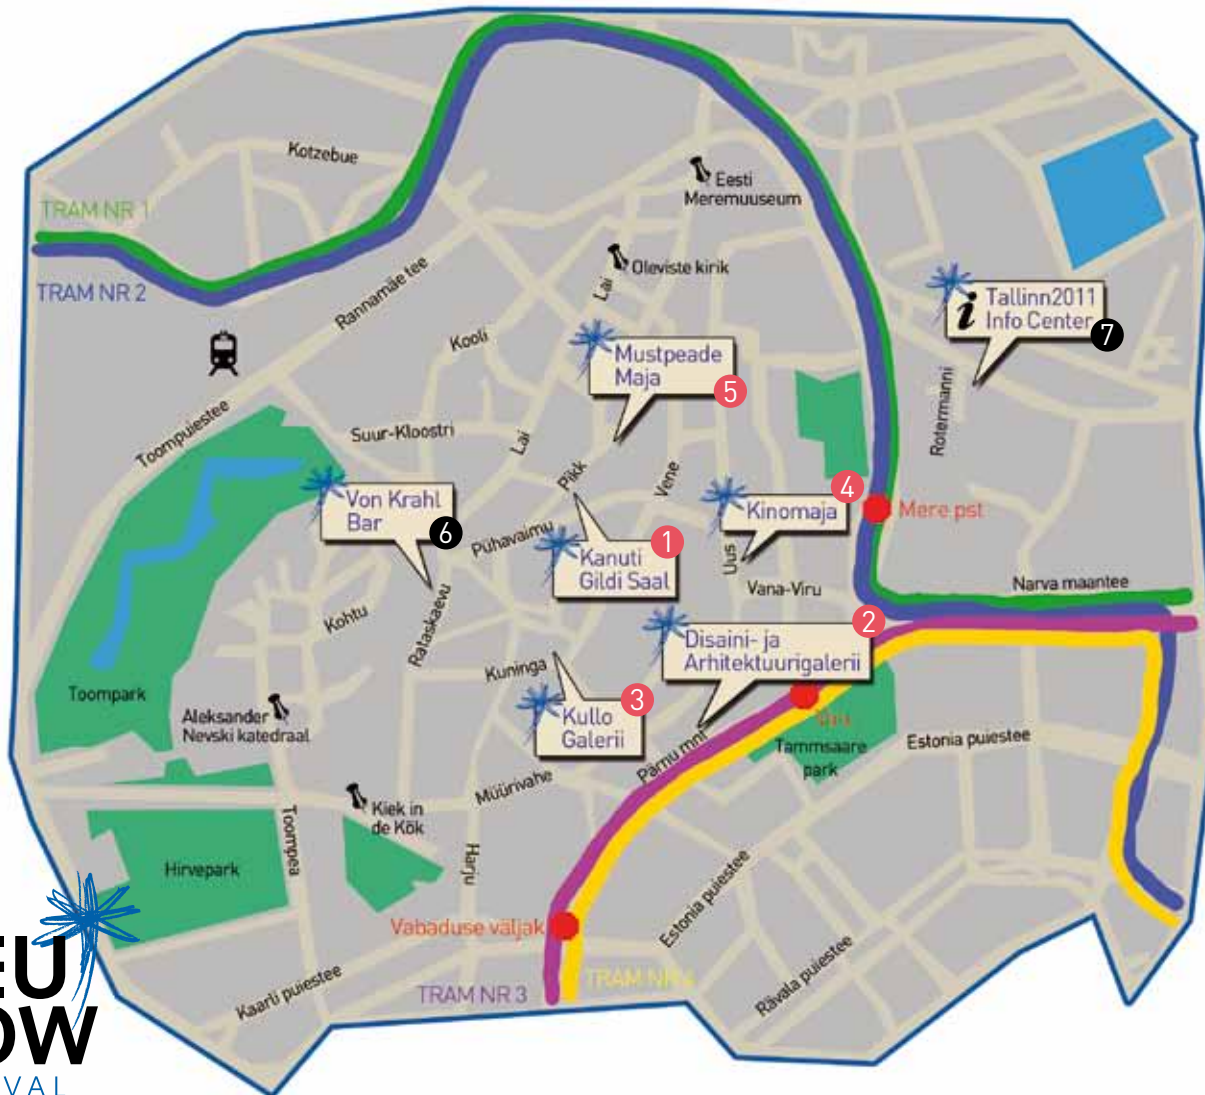 Kotzebue
TRAM NR 1
TRAM NR 2
Rannamäe tee
Eesti
Meremuuseum
Oleviste kirik
Lai
Kooli
Mustpeade
Maja
5
i
Tallinn2011
Info Center
7
Rotermanni
Toompuiestee
Suur-Kloostri
Lai
Pikk
Vene
Von Krahl
Bar
6
Pühavaimu
Kanuti
Gildi Saal
1
Kinomaja
4
Mere pst
Uus
Vana-Viru
Narva maantee
Kohtu
Rataskaevu
Disaini- ja
Arhitektuurigalerii
2
Kuninga
Kullo
Galerii
3
Toompark
Aleksander
Nevski katedraal
Viru
Tammsaare
park
Estonia puiestee
Pärnu mnt
Müürivahe
Kiek in
de Kök
Toompea
Hirvepark
Harju
Vabaduse väljak
Estonia puiestee
Kaarli puiestee
TRAM NR 3
TRAM NR 4
Rävala puiestee
EU
OW
VAL